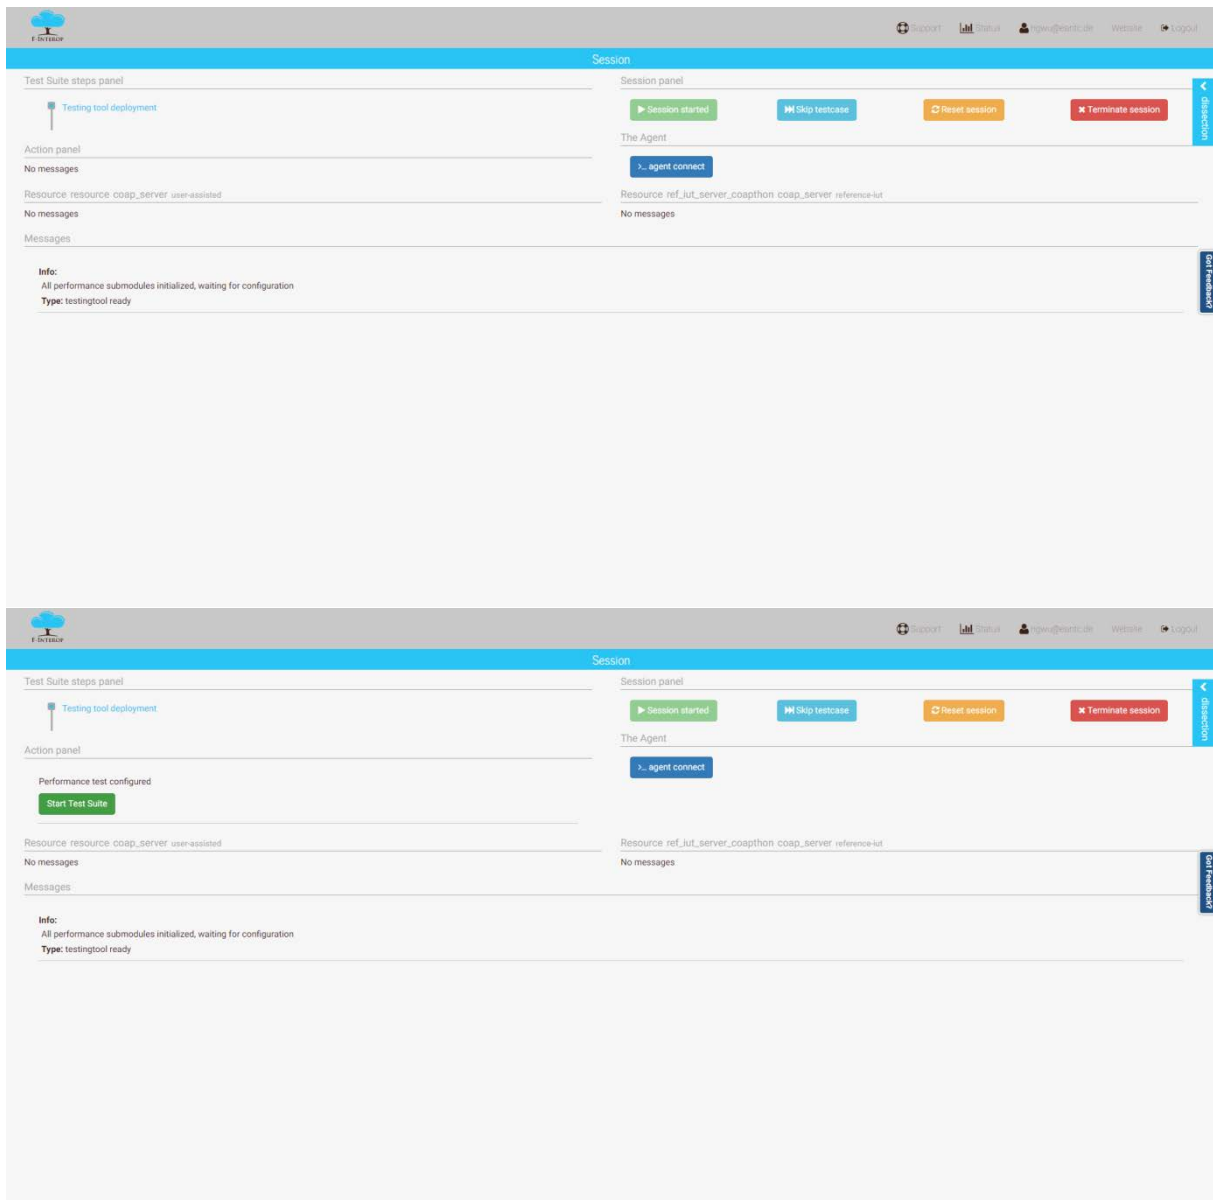 F-INTEROP
Support Status Website Logout
Session
Test Suite steps panel
Testing tool deployment
Action panel
No messages
Session panel
Session started Skip testcase Reset session Terminate session
The Agent
>_ agent connect
dissection
Resource resource coap_server user-assisted
No messages
Resource ref_iut_server_coapthon coap_server reference-iut
No messages
Messages
Got Feedback?
Info:
All performance submodules initialized, waiting for configuration
Type: testingtool ready
F-INTEROP
Support Status Website Logout
Session
Test Suite steps panel
Testing tool deployment
Action panel
Performance test configured
Start Test Suite
Session panel
Session started Skip testcase Reset session Terminate session
The Agent
>_ agent connect
dissection
Resource resource coap_server user-assisted
No messages
Resource ref_iut_server_coapthon coap_server reference-iut
No messages
Messages
Got Feedback?
Info:
All performance submodules initialized, waiting for configuration
Type: testingtool ready